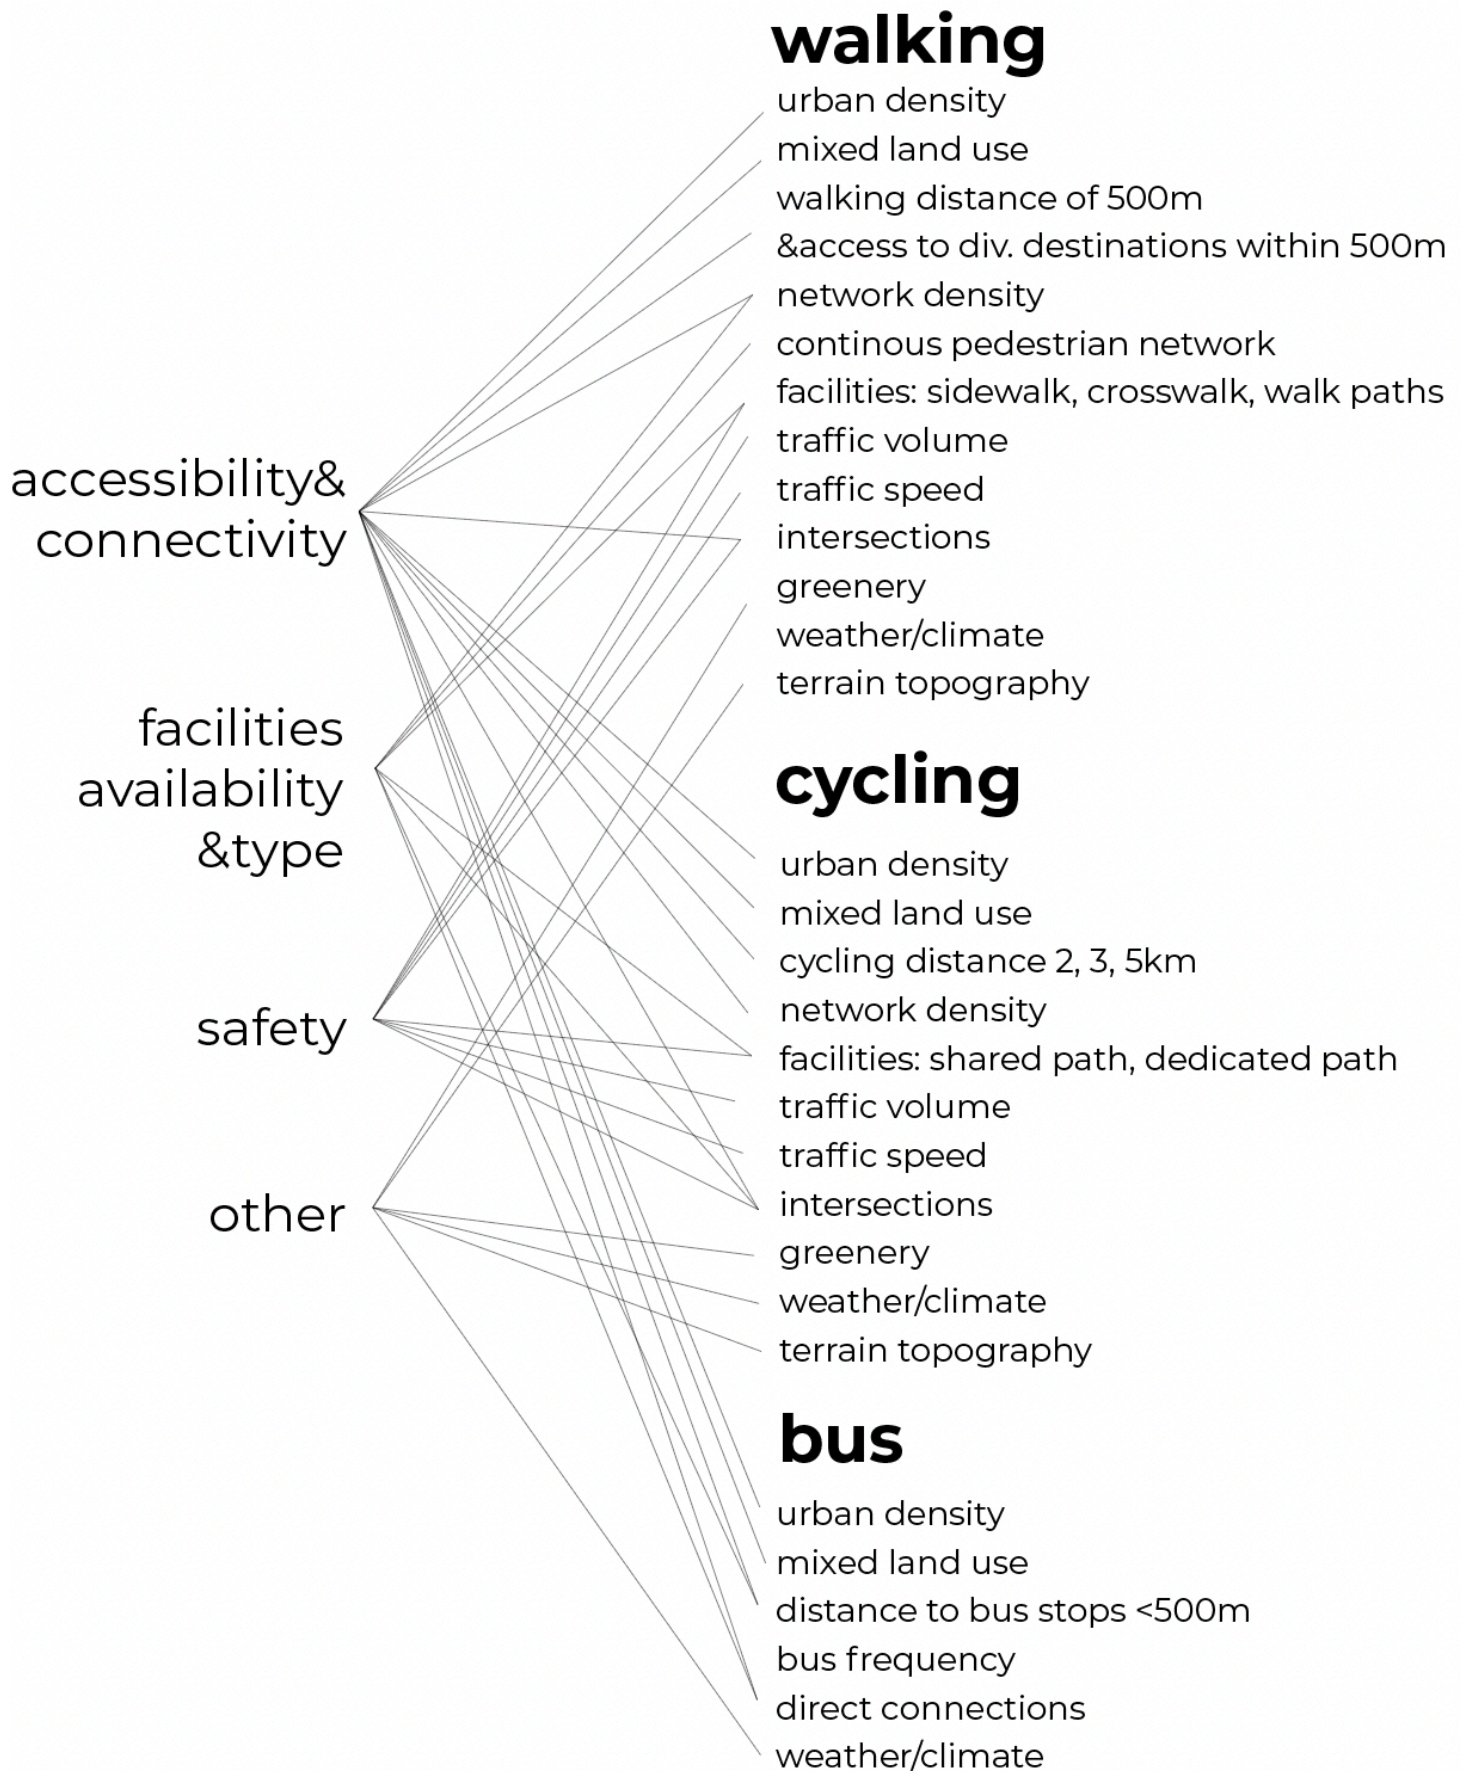 walking
urban density
mixed land use
walking distance of 500m
&access to div. destinations within 500m
network density
continous pedestrian network
facilities: sidewalk, crosswalk, walk paths
traffic volume
traffic speed
intersections
greenery
weather/climate
terrain topography
accessibility&
connectivity
facilities
availability
&type
safety
other
cycling
urban density
mixed land use
cycling distance 2, 3, 5km
network density
facilities: shared path, dedicated path
traffic volume
traffic speed
intersections
greenery
weather/climate
terrain topography
bus
urban density
mixed land use
distance to bus stops <500m
bus frequency
direct connections
weather/climate